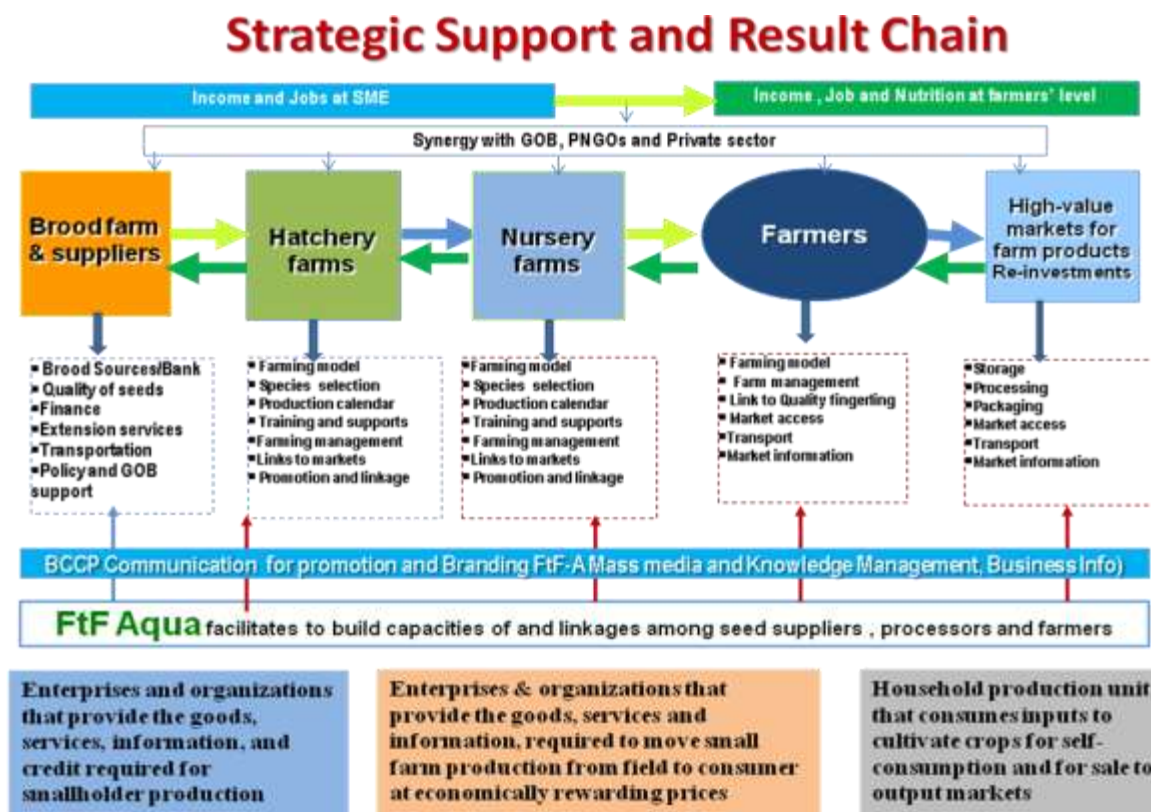 Strategic Support and Result Chain
Income and Jobs at SME
Income , Job and Nutrition at farmers' level
Synergy with GOB, PNGOs and Private sector
Brood farm
& suppliers
Hatchery
farms
Nursery
farms
Farmers
High-value
markets for
farm products
Re-investments
▪ Brood Sources/Bank
▪ Quality of seeds
▪ Finance
▪ Extension services
▪ Transportation
▪ Policy and GOB
support
▪ Farming model
▪ Species selection
▪ Production calendar
▪ Training and supports
▪ Farming management
▪ Links to markets
▪ Promotion and linkage
▪ Farming model
▪ Species selection
▪ Production calendar
▪ Training and supports
▪ Farming management
▪ Links to markets
▪ Promotion and linkage
▪ Farming model
▪ Farm management
▪ Link to Quality fingerling
▪ Market access
▪ Transport
▪ Market information
▪ Storage
▪ Processing
▪ Packaging
▪ Market access
▪ Transport
▪ Market information
BCCP Communication for promotion and Branding FtF-A Mass media and Knowledge Management, Business Info)
FtF Aqua facilitates to build capacities of and linkages among seed suppliers , processors and farmers
Enterprises and organizations
that provide the goods,
services, information, and
credit required for
smallholder production
Enterprises & organizations that
provide the goods, services and
information, required to move small
farm production from field to consumer
at economically rewarding prices
Household production unit
that consumes inputs to
cultivate crops for self-
consumption and for sale to
output markets